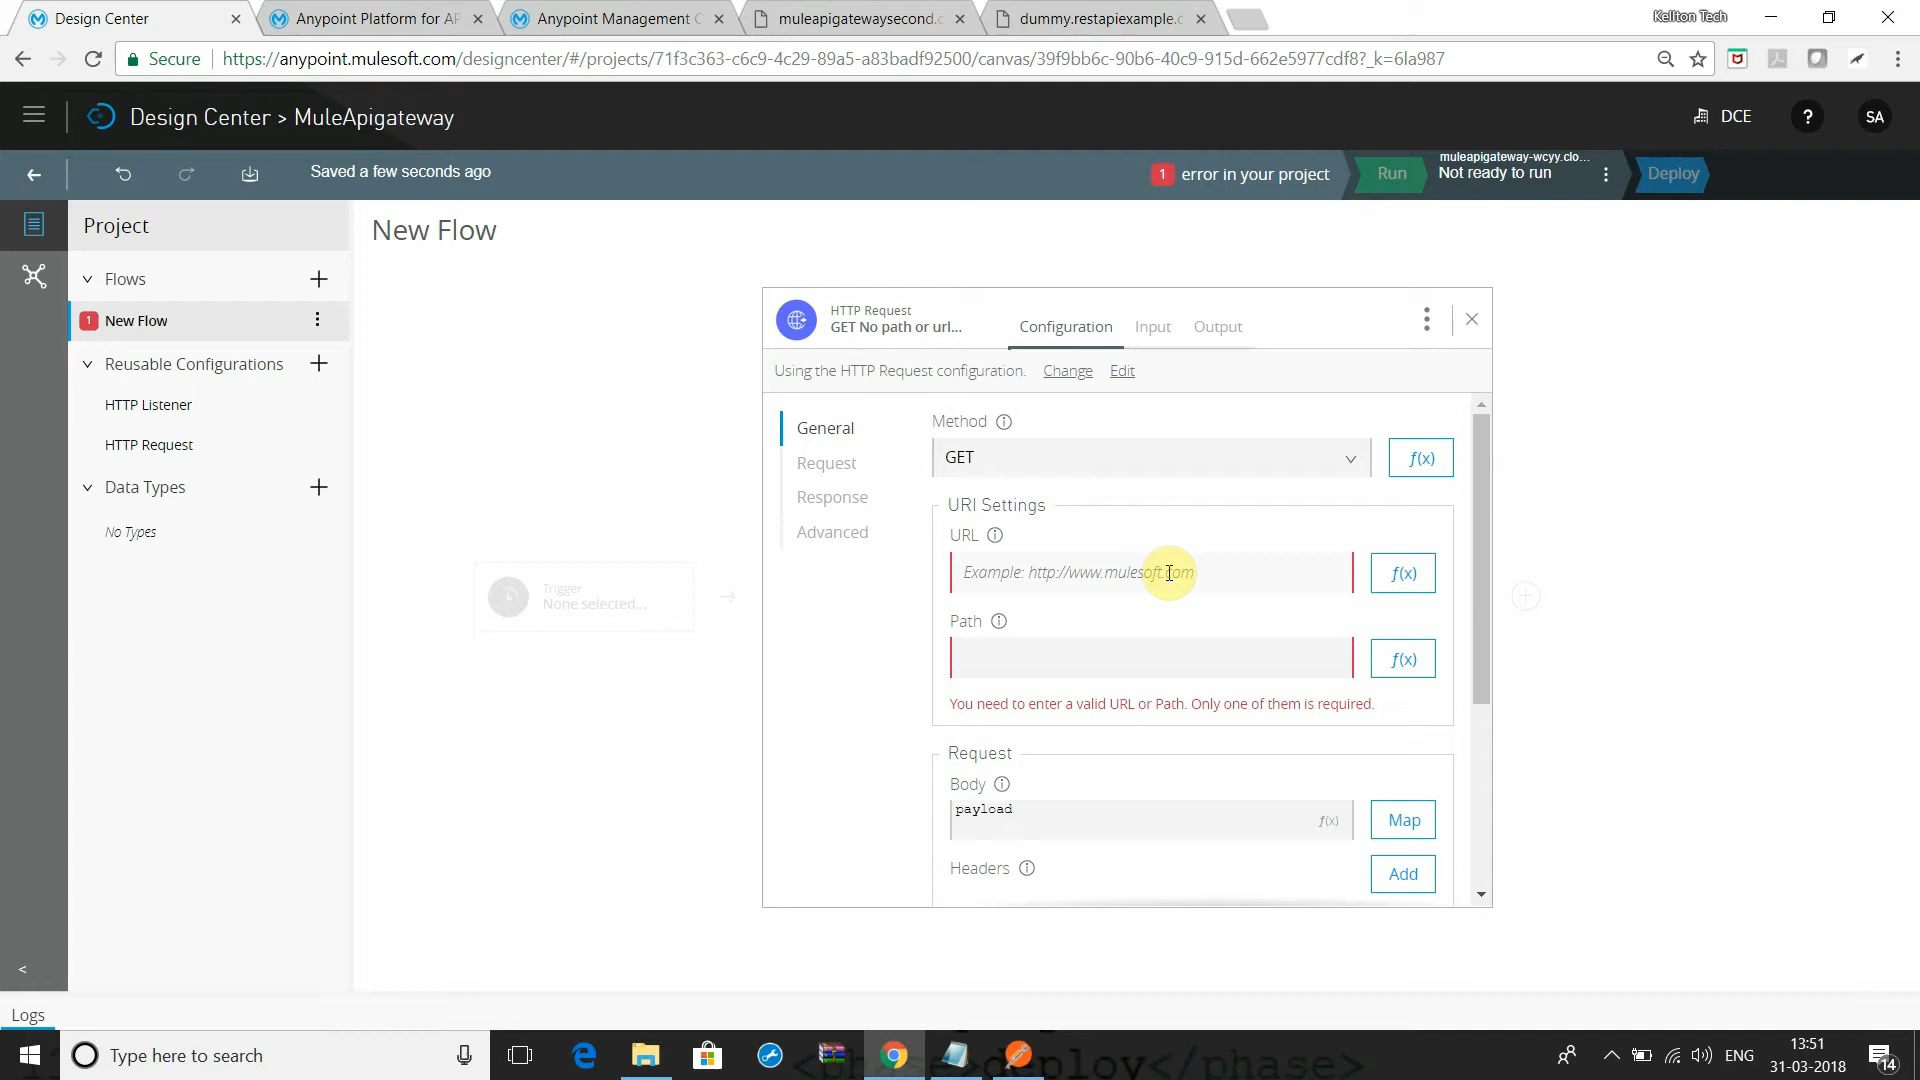 Design Center
Anypoint Platform for AP
Anypoint Management C
muleapigatewaysecond.c
dummy.restapiexample.c
Kellton Tech
Secure
https://anypoint.mulesoft.com/designcenter/#/projects/71f3c363-c6c9-4c29-89a5-a83badf92500/canvas/39f9bb6c-90b6-40c9-915d-662e5977cdf8?_k=6la987
Design Center > MuleApigateway
DCE
?
SA
Saved a few seconds ago
1 error in your project
Run
muleapigateway-wcyy.clo...
Not ready to run
Deploy
Project
New Flow
Flows
1 New Flow
Reusable Configurations
HTTP Listener
HTTP Request
Data Types
No Types
Trigger
None selected...
HTTP Request
GET No path or url...
Configuration
Input
Output
Using the HTTP Request configuration. Change Edit
General
Request
Response
Advanced
Method
GET
f(x)
URI Settings
URL
Example: http://www.mulesoft.com
f(x)
Path
f(x)
You need to enter a valid URL or Path. Only one of them is required.
Request
Body
payload
f(x)
Map
Headers
Add
<
Logs
Type here to search
<phase>deploy</phase>
ENG
13:51
31-03-2018
14